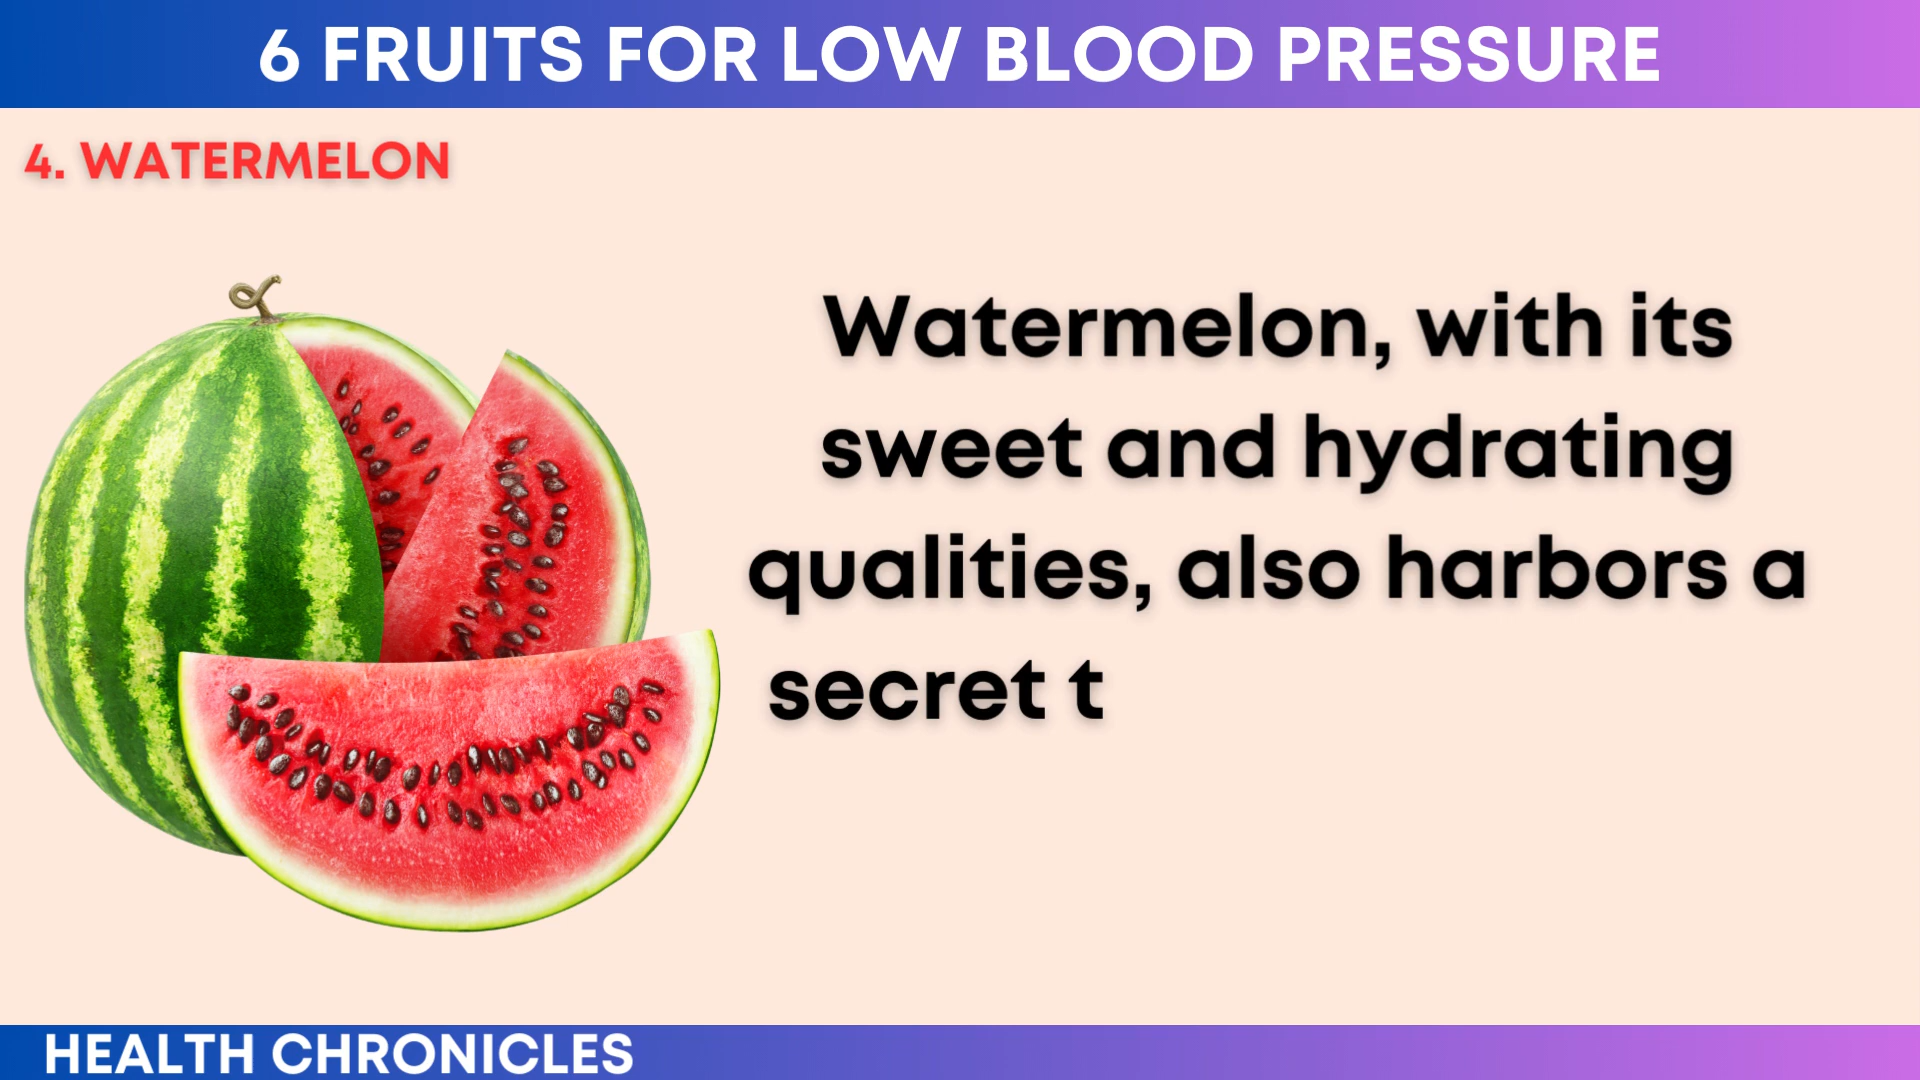 6 FRUITS FOR LOW BLOOD PRESSURE
4. WATERMELON
Watermelon, with its
sweet and hydrating
qualities, also harbors a
secret t
HEALTH CHRONICLES